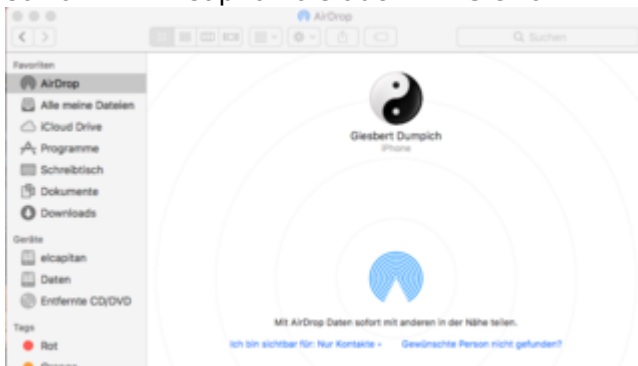 AirDrop
Suchen
Favoriten
AirDrop
Alle meine Dateien
iCloud Drive
Programme
Schreibtisch
Dokumente
Downloads
Geräte
elcapitan
Daten
Entfernte CD/DVD
Tags
Rot
Giesbert Dumpich
iPhone
Mit AirDrop Daten sofort mit anderen in der Nähe teilen.
Ich bin sichtbar für: Nur Kontakte
Gewünschte Person nicht gefunden?